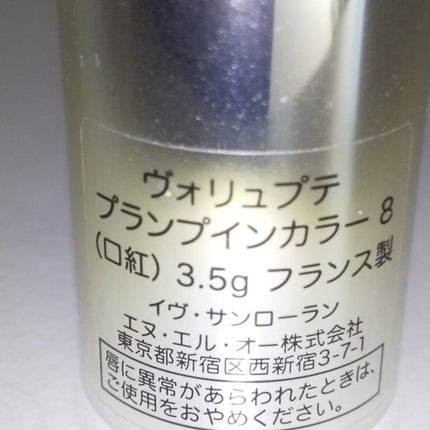 ヴォリュプテ
プランプインカラー 8
(口紅) 3.5g フランス製
イヴ・サンローラン
エヌ・エル・オー株式会社
東京都新宿区西新宿3-7-1
唇に異常があらわれたときは、
ご使用をおやめください。